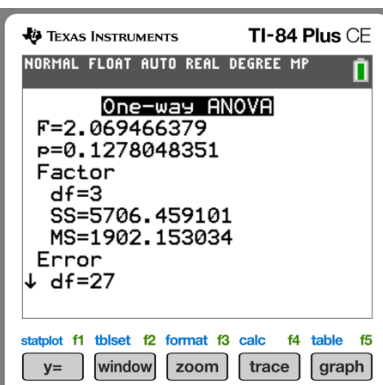 TEXAS INSTRUMENTS TI-84 Plus CE
NORMAL FLOAT AUTO REAL DEGREE MP
One-way ANOVA
F=2.069466379
p=0.1278048351
Factor
df=3
SS=5706.459101
MS=1902.153034
Error
↓ df=27
statplot f1 tblset f2 format f3 calc f4 table f5
y= window zoom trace graph